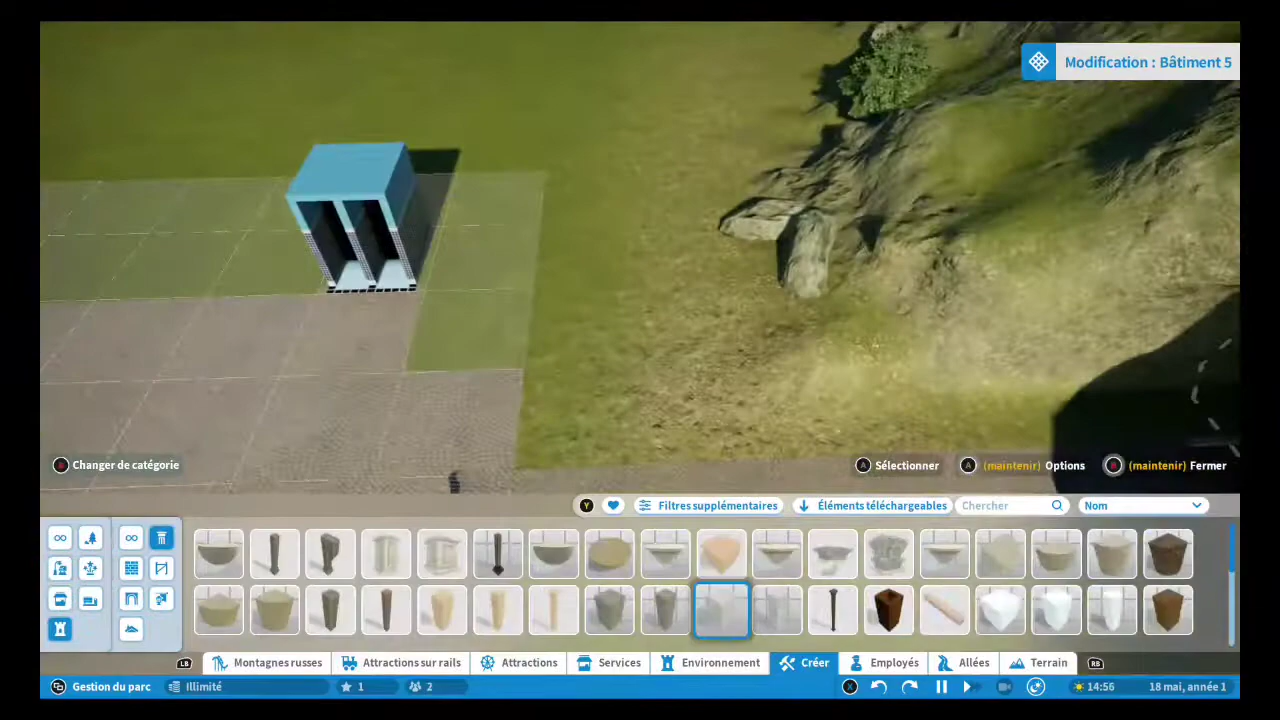 Modification : Bâtiment 5
B Changer de catégorie
A Sélectionner
A (maintenir) Options
B (maintenir) Fermer
Y Filtres supplémentaires
Éléments téléchargeables
Chercher
Nom
LB Montagnes russes
Attractions sur rails
Attractions
Services
Environnement
Créer
Employés
Allées
Terrain RB
Gestion du parc
Illimité
1
2
X
14:56
18 mai, année 1